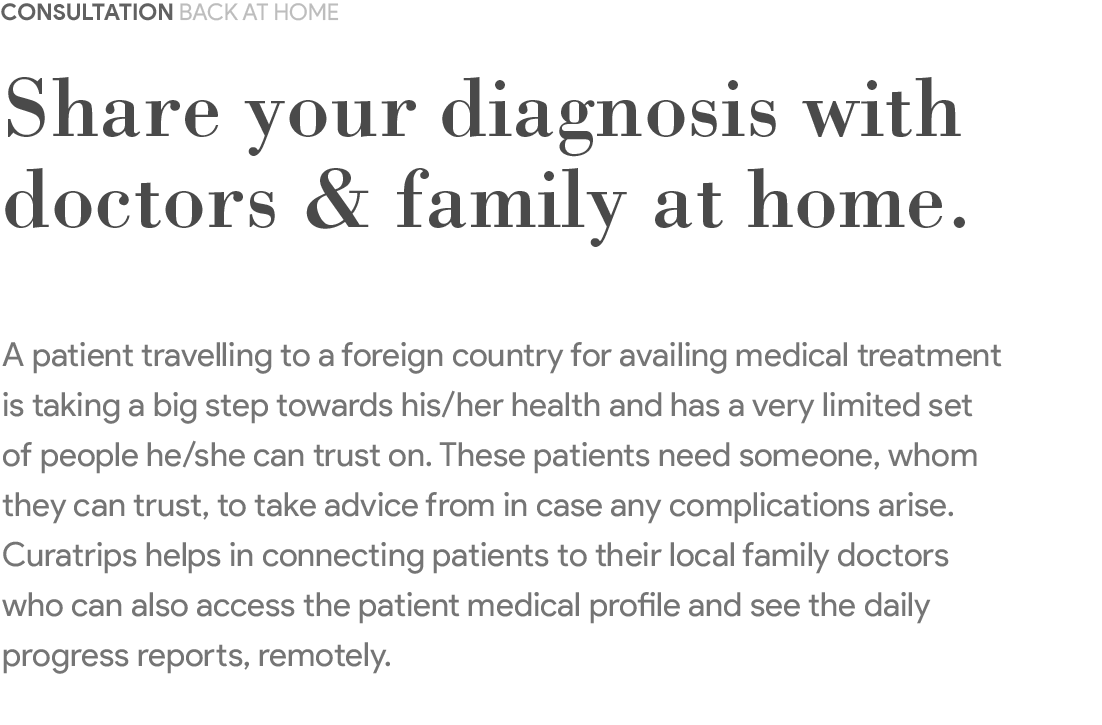 CONSULTATION BACK AT HOME
Share your diagnosis with
doctors & family at home.
A patient travelling to a foreign country for availing medical treatment
is taking a big step towards his/her health and has a very limited set
of people he/she can trust on. These patients need someone, whom
they can trust, to take advice from in case any complications arise.
Curatrips helps in connecting patients to their local family doctors
who can also access the patient medical profile and see the daily
progress reports, remotely.